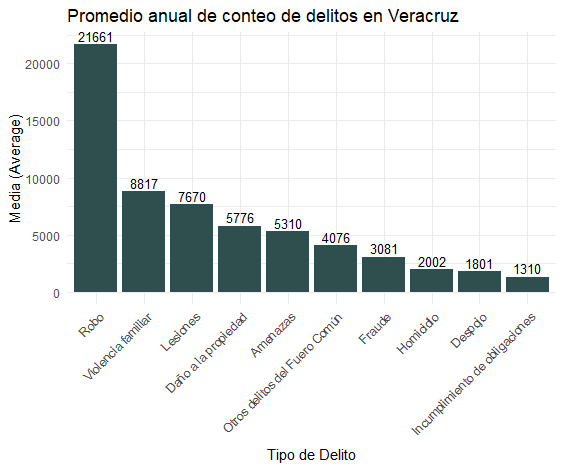 Promedio anual de conteo de delitos en Veracruz
21661
20000
15000
Media (Average)
10000
8817
7670
5776
5310
5000
4076
3081
2002
1801
1310
0
Robo
Violencia familiar
Lesiones
Daño a la propiedad
Amenazas
Otros delitos del Fuero Común
Fraude
Homicidio
Despojo
Incumplimiento de obligaciones
Tipo de Delito